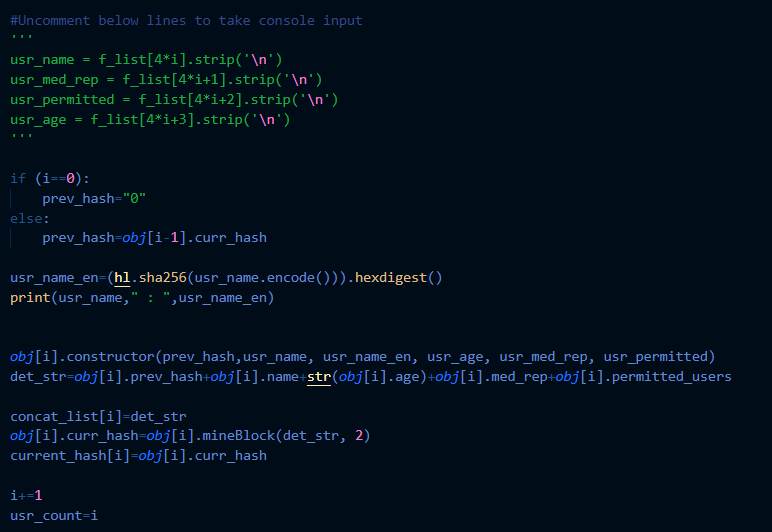 #Uncomment below lines to take console input
'''
usr_name = f_list[4*i].strip('\n')
usr_med_rep = f_list[4*i+1].strip('\n')
usr_permitted = f_list[4*i+2].strip('\n')
usr_age = f_list[4*i+3].strip('\n')
'''
if (i==0):
    prev_hash="0"
else:
    prev_hash=obj[i-1].curr_hash
usr_name_en=(hl.sha256(usr_name.encode())).hexdigest()
print(usr_name," : ",usr_name_en)
obj[i].constructor(prev_hash,usr_name, usr_name_en, usr_age, usr_med_rep, usr_permitted)
det_str=obj[i].prev_hash+obj[i].name+str(obj[i].age)+obj[i].med_rep+obj[i].permitted_users
concat_list[i]=det_str
obj[i].curr_hash=obj[i].mineBlock(det_str, 2)
current_hash[i]=obj[i].curr_hash
i+=1
usr_count=i